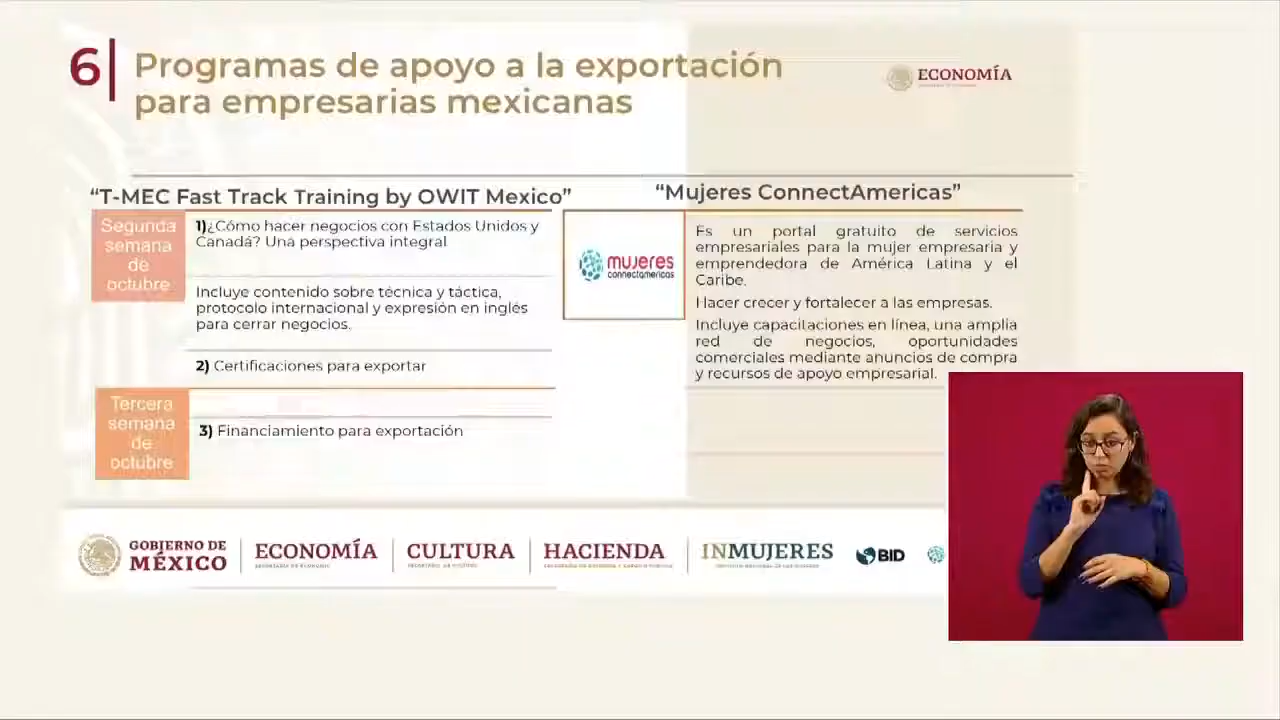 6
Programas de apoyo a la exportación
para empresarias mexicanas
ECONOMÍA
“T-MEC Fast Track Training by OWIT Mexico”
Segunda
semana
de
octubre
1)¿Cómo hacer negocios con Estados Unidos y
Canadá? Una perspectiva integral
Incluye contenido sobre técnica y táctica,
protocolo internacional y expresión en inglés
para cerrar negocios.
2) Certificaciones para exportar
Tercera
semana
de
octubre
3) Financiamiento para exportación
“Mujeres ConnectAmericas”
mujeres
connectamericas
Es un portal gratuito de servicios
empresariales para la mujer empresaria y
emprendedora de América Latina y el
Caribe.
Hacer crecer y fortalecer a las empresas.
Incluye capacitaciones en línea, una amplia
red de negocios, oportunidades
comerciales mediante anuncios de compra
y recursos de apoyo empresarial.
GOBIERNO DE
MÉXICO
ECONOMÍA
CULTURA
HACIENDA
INMUJERES
BID